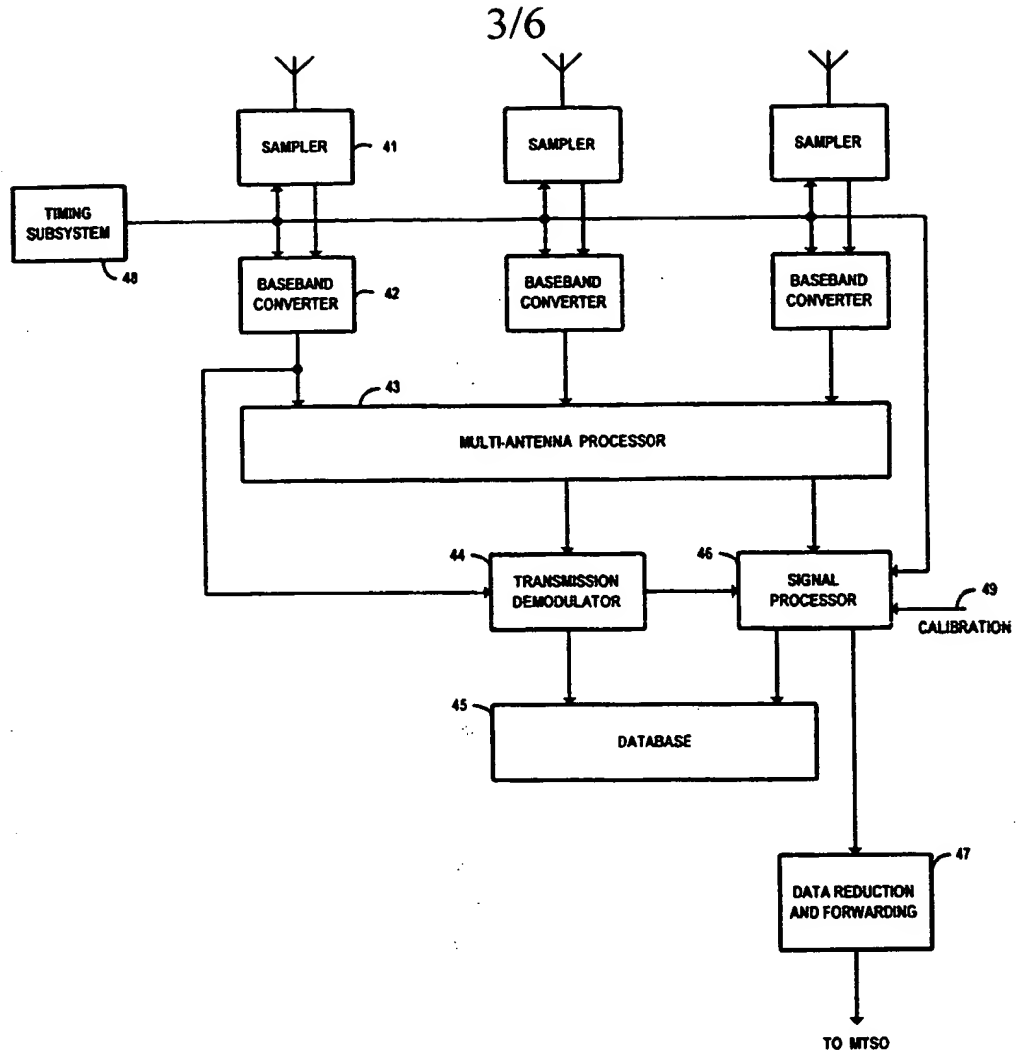 3/6
SAMPLER
41
SAMPLER
SAMPLER
TIMING
SUBSYSTEM
48
BASEBAND
CONVERTER
42
BASEBAND
CONVERTER
BASEBAND
CONVERTER
43
MULTI-ANTENNA PROCESSOR
44
TRANSMISSION
DEMODULATOR
46
SIGNAL
PROCESSOR
49
CALIBRATION
45
DATABASE
47
DATA REDUCTION
AND FORWARDING
TO MTSO